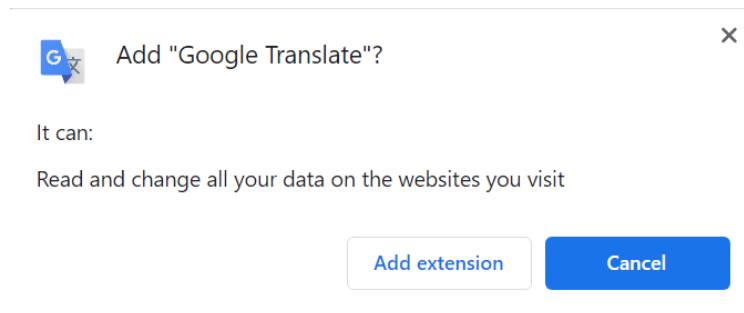 Add "Google Translate"?
It can:
Read and change all your data on the websites you visit
Add extension
Cancel